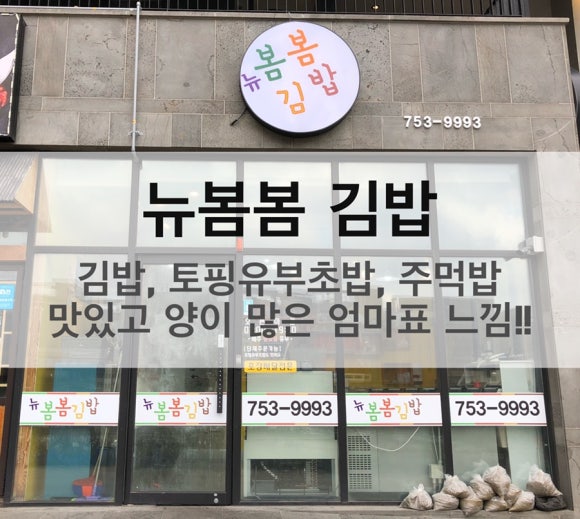 뉴봄봄
김밥
753-9993
뉴봄봄 김밥
김밥, 토핑유부초밥, 주먹밥
맛있고 양이 많은 엄마표 느낌!!
뉴봄봄김밥
뉴봄봄김밥
753-9993
뉴봄봄김밥
753-9993